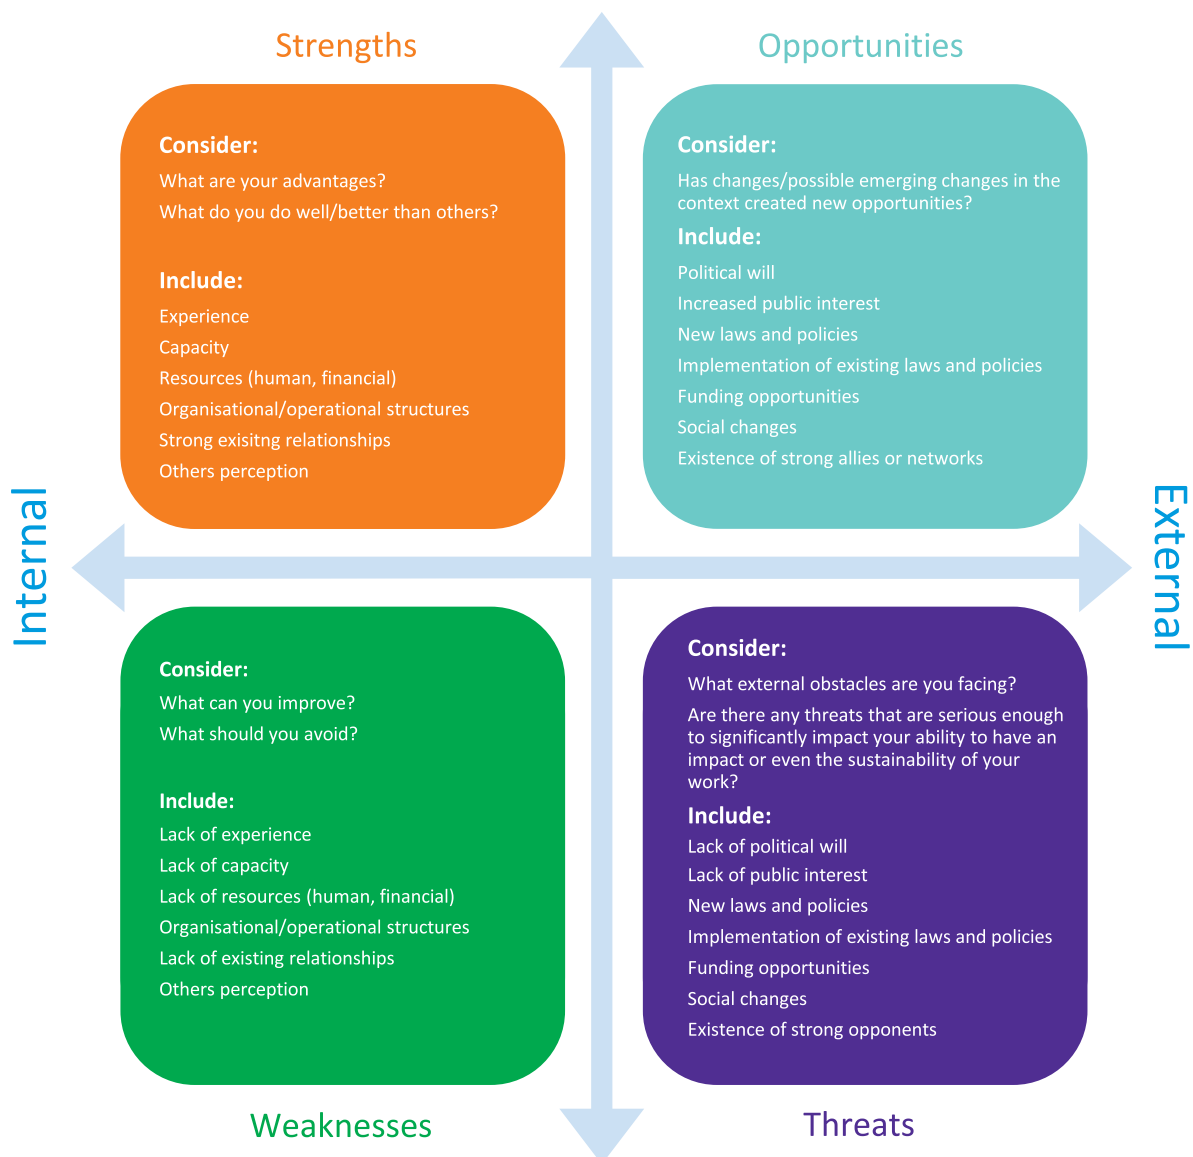 Strengths
Consider:
What are your advantages?
What do you do well/better than others?
Include:
Experience
Capacity
Resources (human, financial)
Organisational/operational structures
Strong exisitng relationships
Others perception
Opportunities
Consider:
Has changes/possible emerging changes in the
context created new opportunities?
Include:
Political will
Increased public interest
New laws and policies
Implementation of existing laws and policies
Funding opportunities
Social changes
Existence of strong allies or networks
Internal
External
Consider:
What can you improve?
What should you avoid?
Include:
Lack of experience
Lack of capacity
Lack of resources (human, financial)
Organisational/operational structures
Lack of existing relationships
Others perception
Weaknesses
Consider:
What external obstacles are you facing?
Are there any threats that are serious enough
to significantly impact your ability to have an
impact or even the sustainability of your
work?
Include:
Lack of political will
Lack of public interest
New laws and policies
Implementation of existing laws and policies
Funding opportunities
Social changes
Existence of strong opponents
Threats